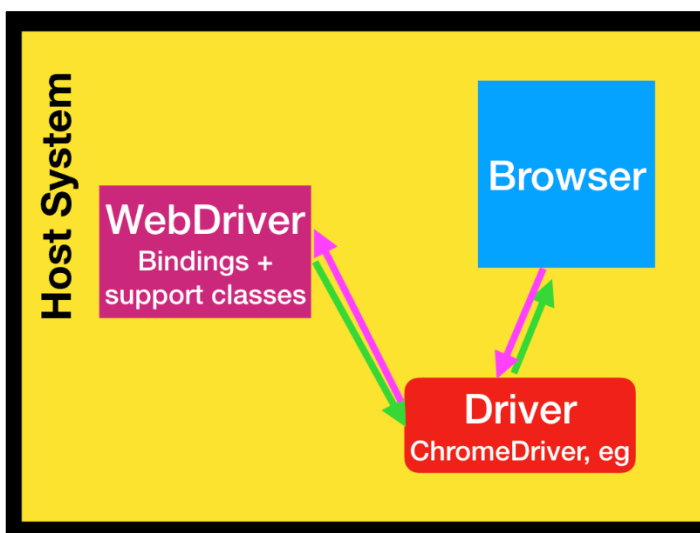 Host System
WebDriver
Bindings +
support classes
Browser
Driver
ChromeDriver, eg